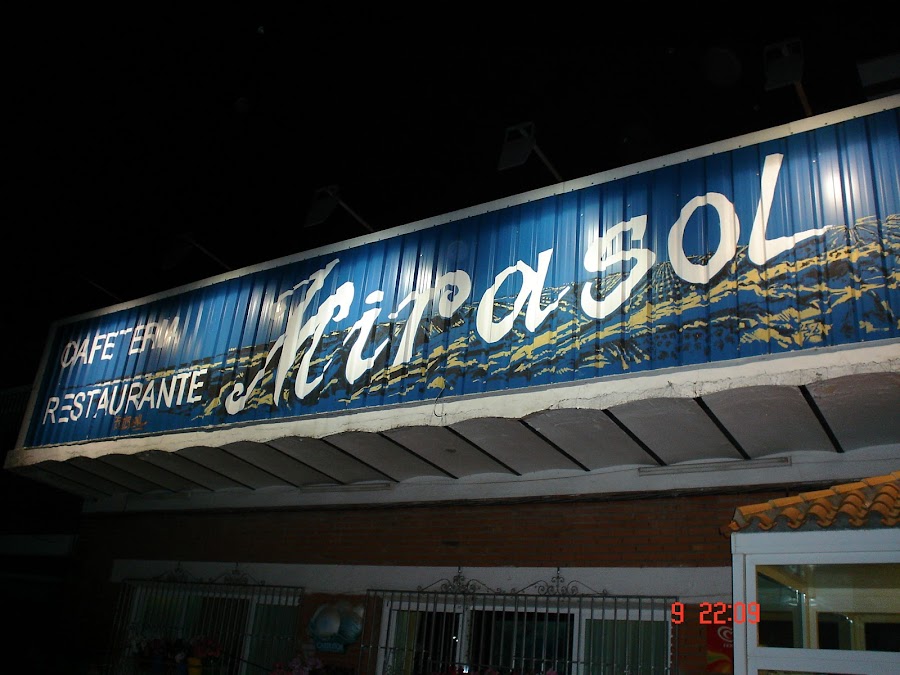 CAFETERIA
RESTAURANTE
MirasoL
9 22:09